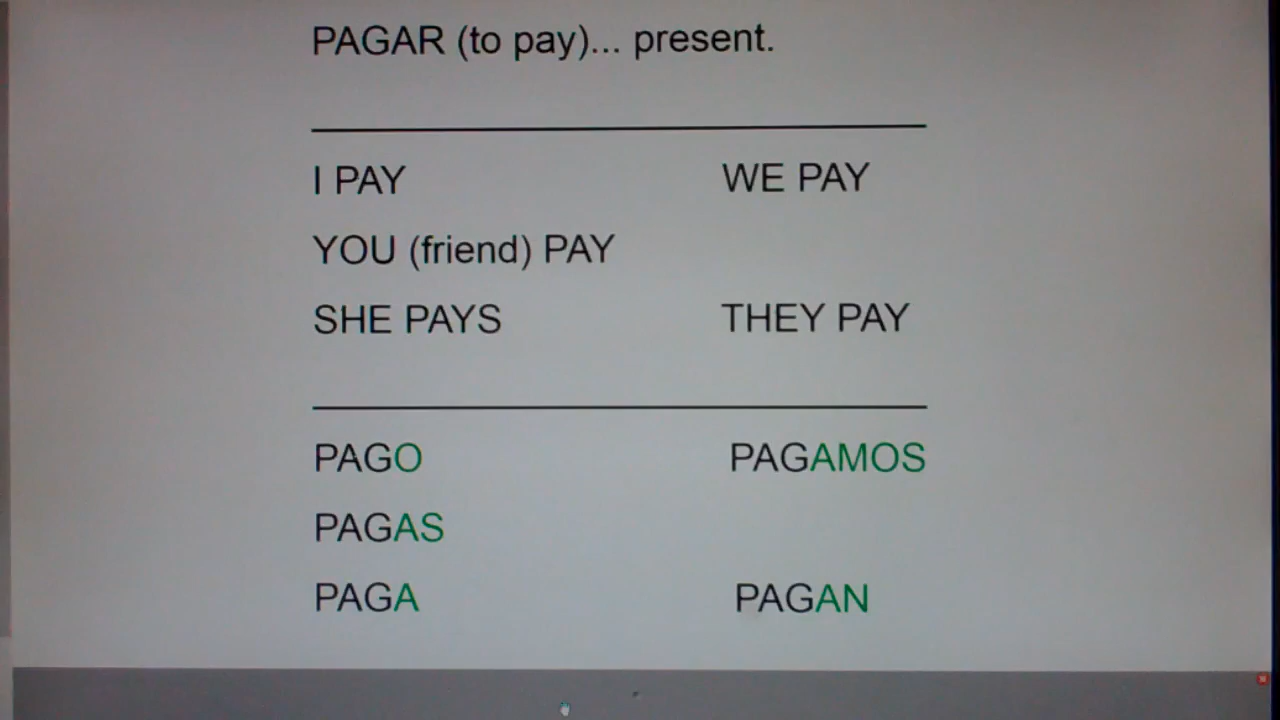 PAGAR (to pay)... present.
I PAY WE PAY
YOU (friend) PAY
SHE PAYS THEY PAY
PAGO PAGAMOS
PAGAS
PAGA PAGAN